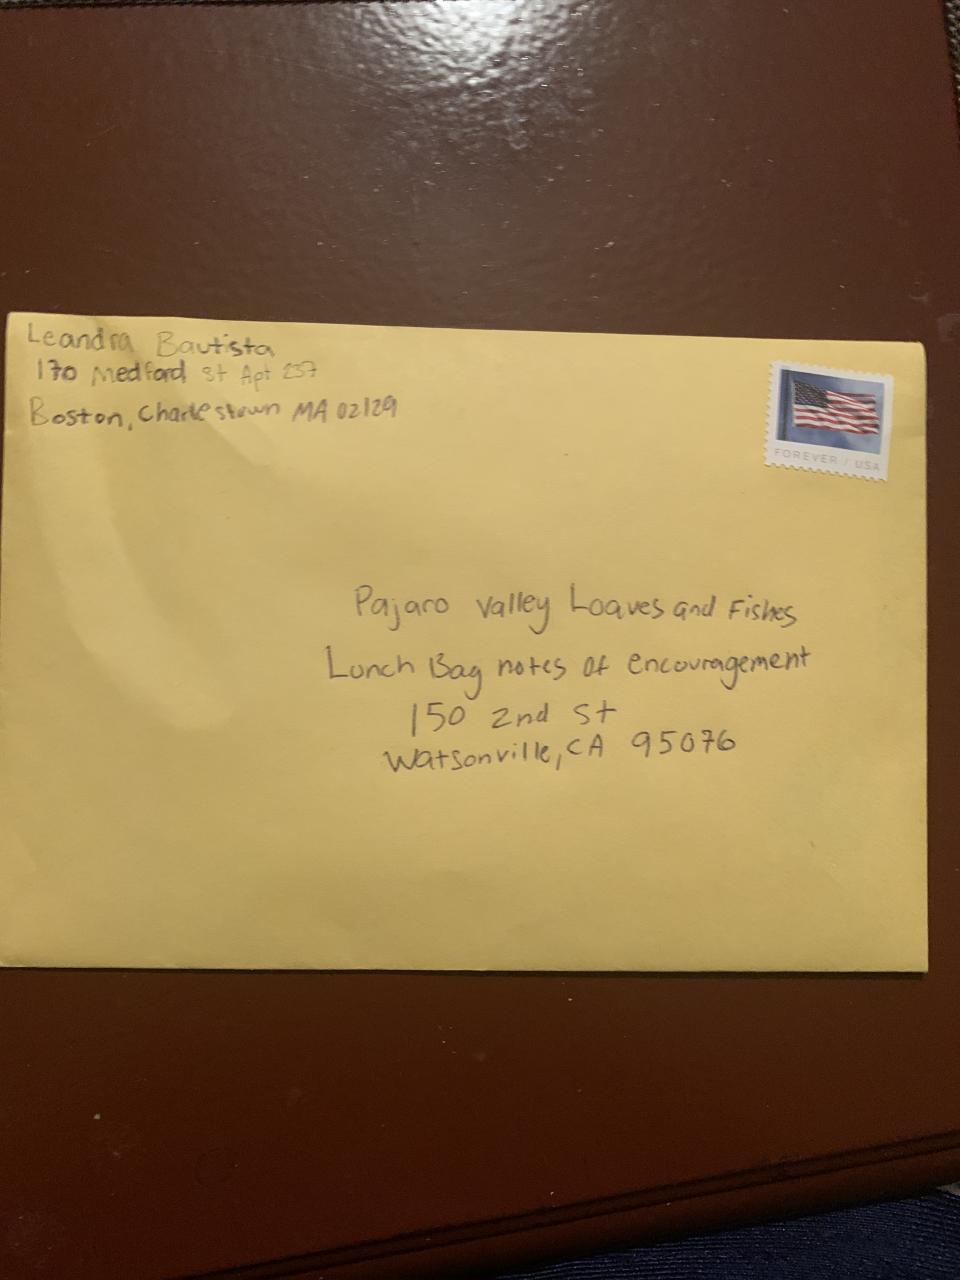 Leandra Bautista
170 Medford St Apt 237
Boston, Charlestown MA 02129
FOREVER / USA
Pajaro Valley Loaves and Fishes
Lunch Bag notes of encouragement
150 2nd St
Watsonville, CA 95076